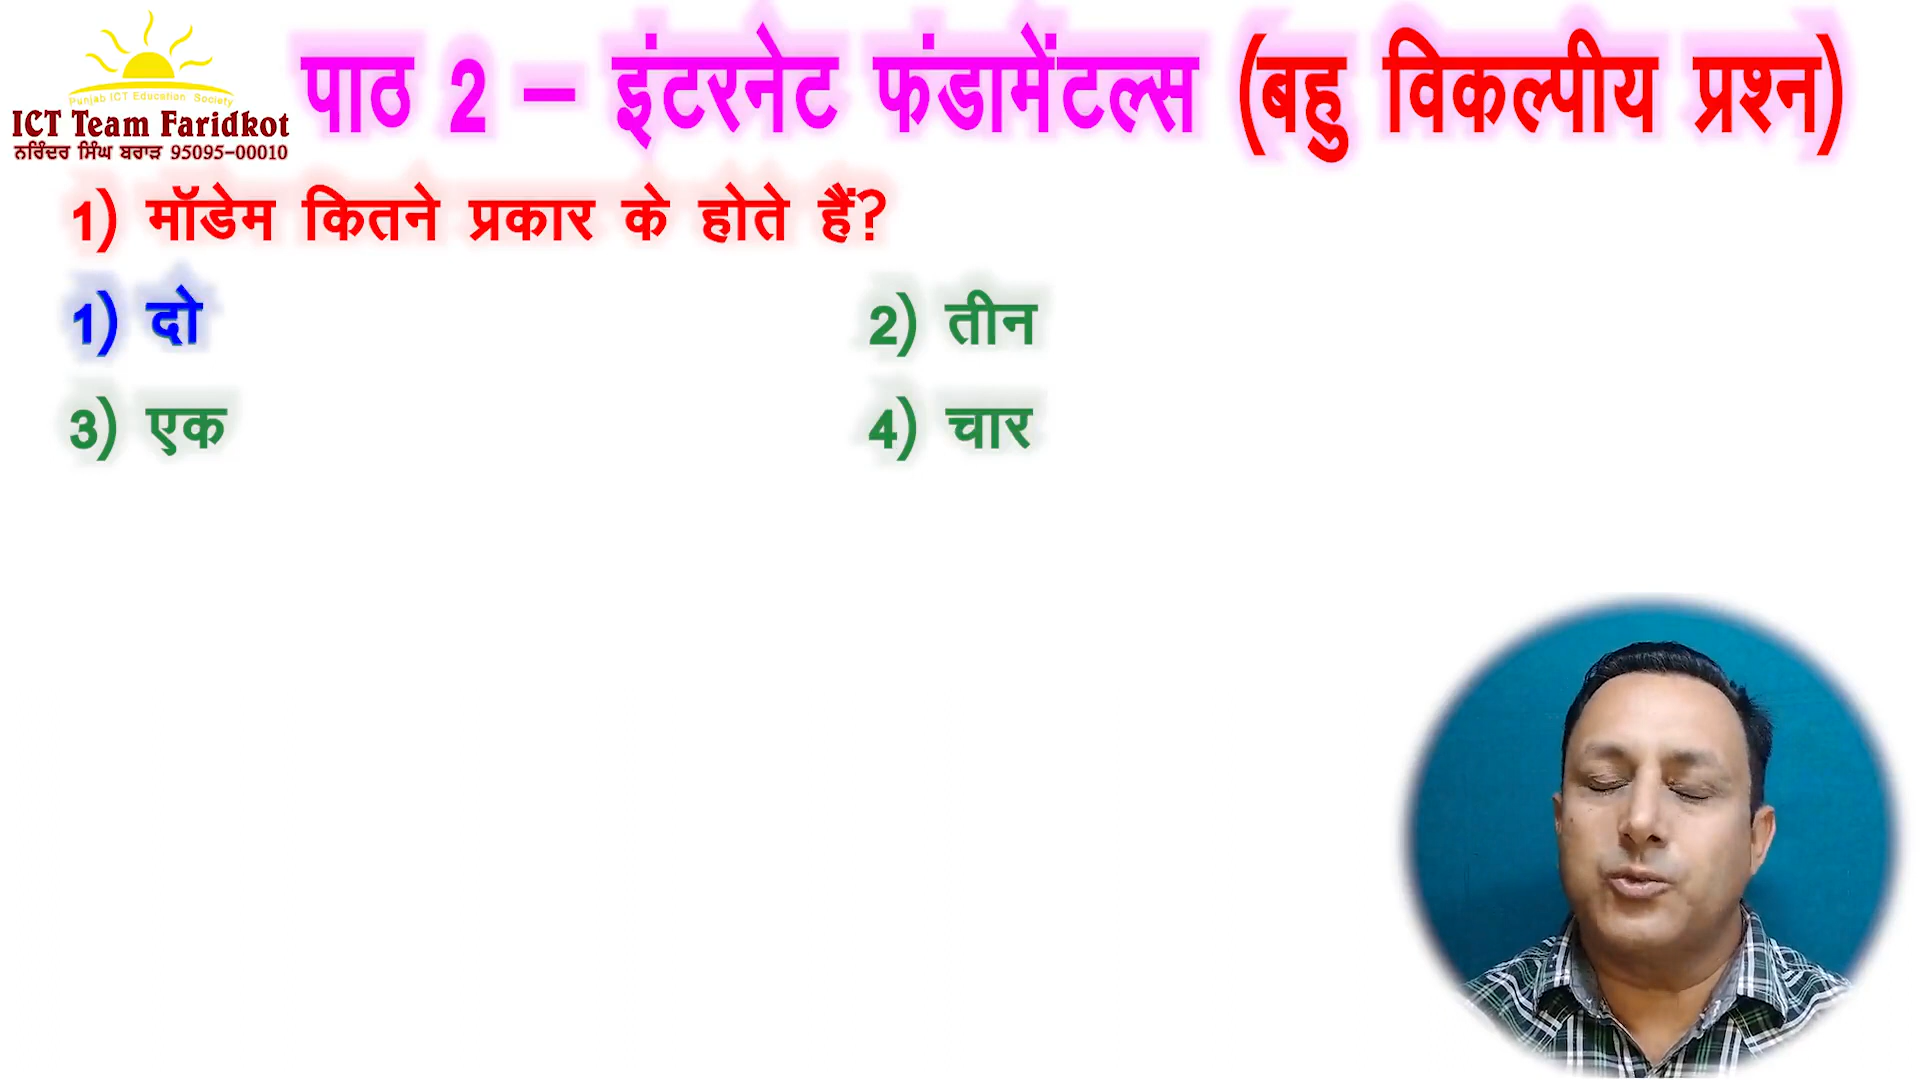 Punjab ICT Education Society
ICT Team Faridkot
ਨਰਿੰਦਰ ਸਿੰਘ ਬਰਾੜ 95095-00010
पाठ 2 – इंटरनेट फंडामेंटल्स (बहु विकल्पीय प्रश्न)
1) मॉडेम कितने प्रकार के होते हैं?
1) दो
2) तीन
3) एक
4) चार